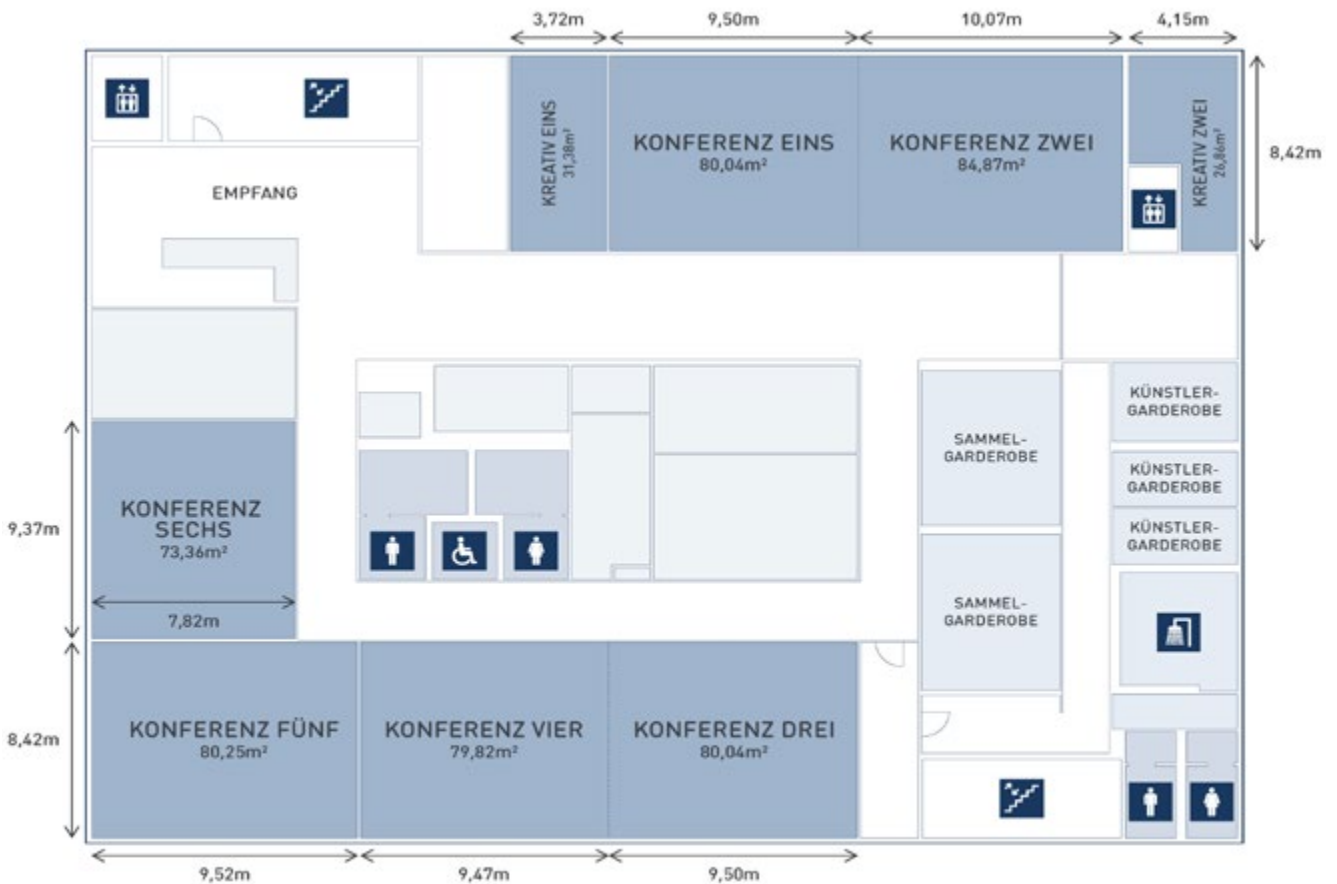 3,72m
9,50m
10,07m
4,15m
KREATIV EINS
31,38m²
KONFERENZ EINS
80,04m²
KONFERENZ ZWEI
84,87m²
KREATIV ZWEI
26,86m²
8,42m
EMPFANG
KÜNSTLER-
GARDEROBE
SAMMEL-
GARDEROBE
KÜNSTLER-
GARDEROBE
KÜNSTLER-
GARDEROBE
9,37m
KONFERENZ
SECHS
73,36m²
7,82m
SAMMEL-
GARDEROBE
8,42m
KONFERENZ FÜNF
80,25m²
KONFERENZ VIER
79,82m²
KONFERENZ DREI
80,04m²
9,52m
9,47m
9,50m